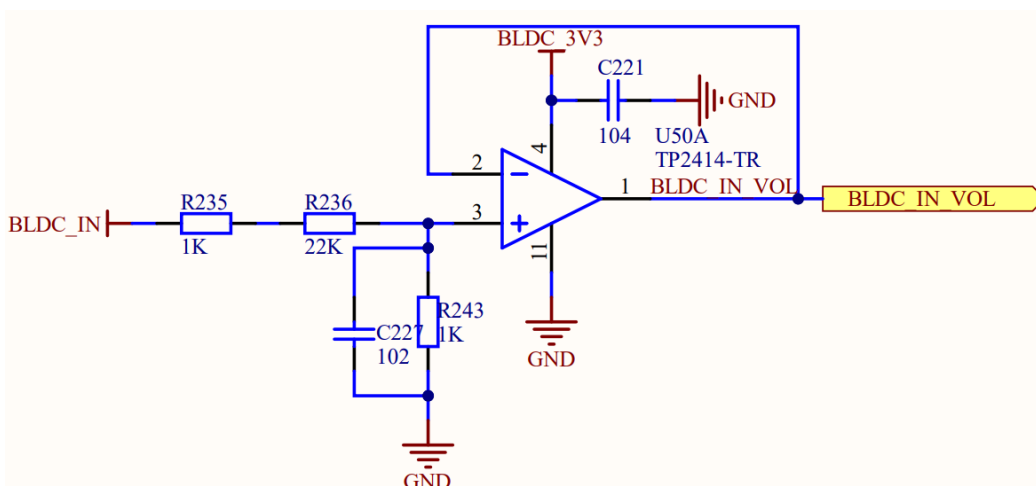 BLDC_3V3
C221
GND
104
U50A
TP2414-TR
4
2
1
BLDC_IN_VOL
BLDC_IN_VOL
R235
R236
BLDC_IN
1K
22K
3
11
C227
R243
1K
102
GND
GND